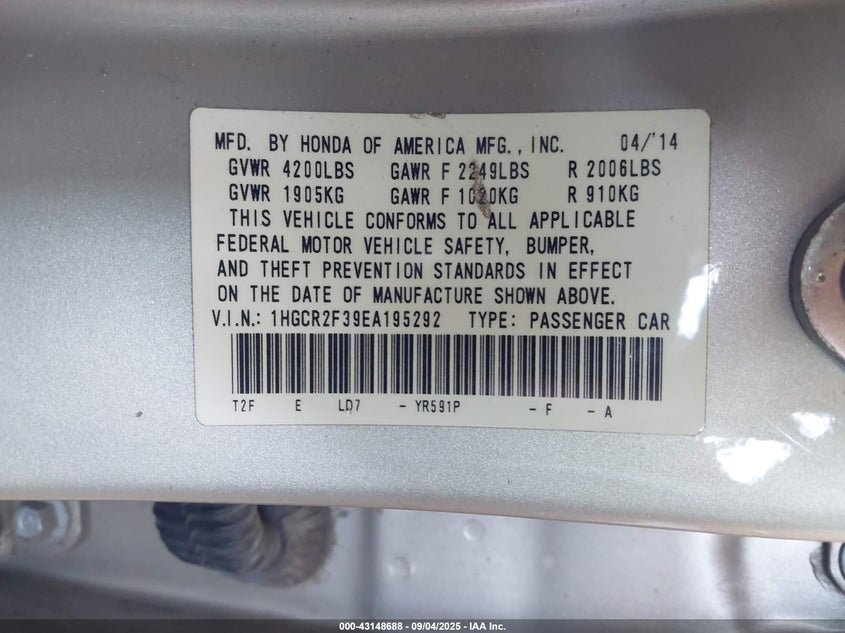 MFD. BY HONDA OF AMERICA MFG., INC. 04/'14
GVWR 4200LBS GAWR F 2249LBS R 2006LBS
GVWR 1905KG GAWR F 1020KG R 910KG
THIS VEHICLE CONFORMS TO ALL APPLICABLE
FEDERAL MOTOR VEHICLE SAFETY, BUMPER,
AND THEFT PREVENTION STANDARDS IN EFFECT
ON THE DATE OF MANUFACTURE SHOWN ABOVE.
V.I.N.: 1HGCR2F39EA195292 TYPE: PASSENGER CAR
T2F E LD7 - YR591P - F - A
000-43148688 - 09/04/2025 - IAA Inc.